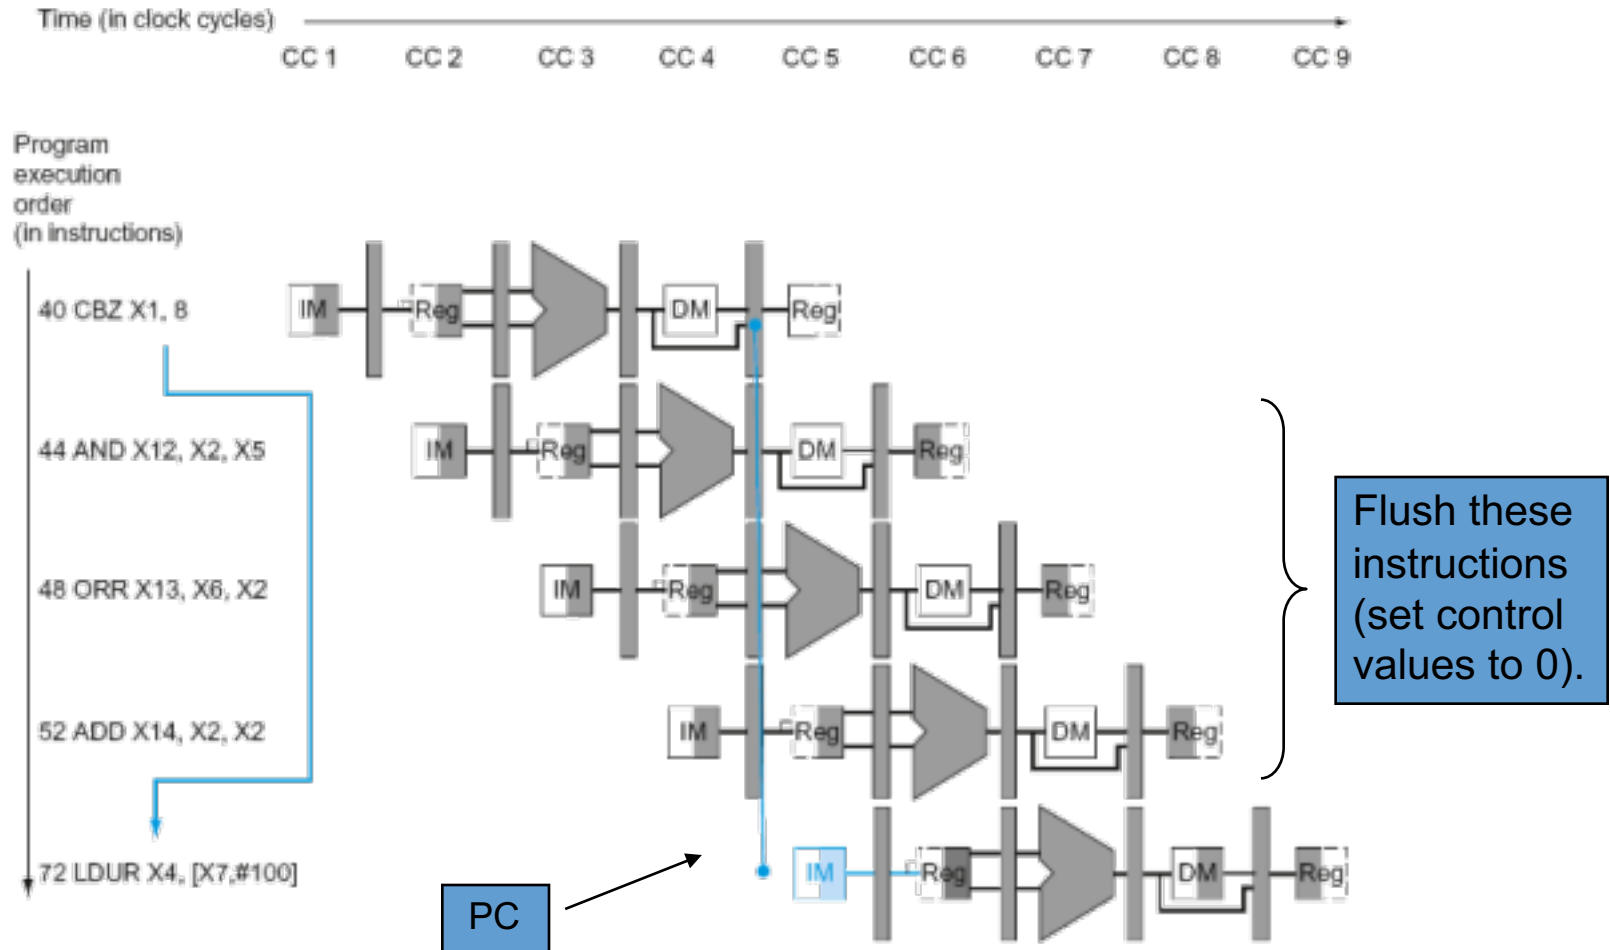 Time (in clock cycles)
CC 1 CC 2 CC 3 CC 4 CC 5 CC 6 CC 7 CC 8 CC 9
Program
execution
order
(in instructions)
40 CBZ X1, 8
IM Reg DM Reg
44 AND X12, X2, X5
IM Reg DM Reg
48 ORR X13, X6, X2
IM Reg DM Reg
52 ADD X14, X2, X2
IM Reg DM Reg
72 LDUR X4, [X7,#100]
IM Reg DM Reg
Flush these
instructions
(set control
values to 0).
PC